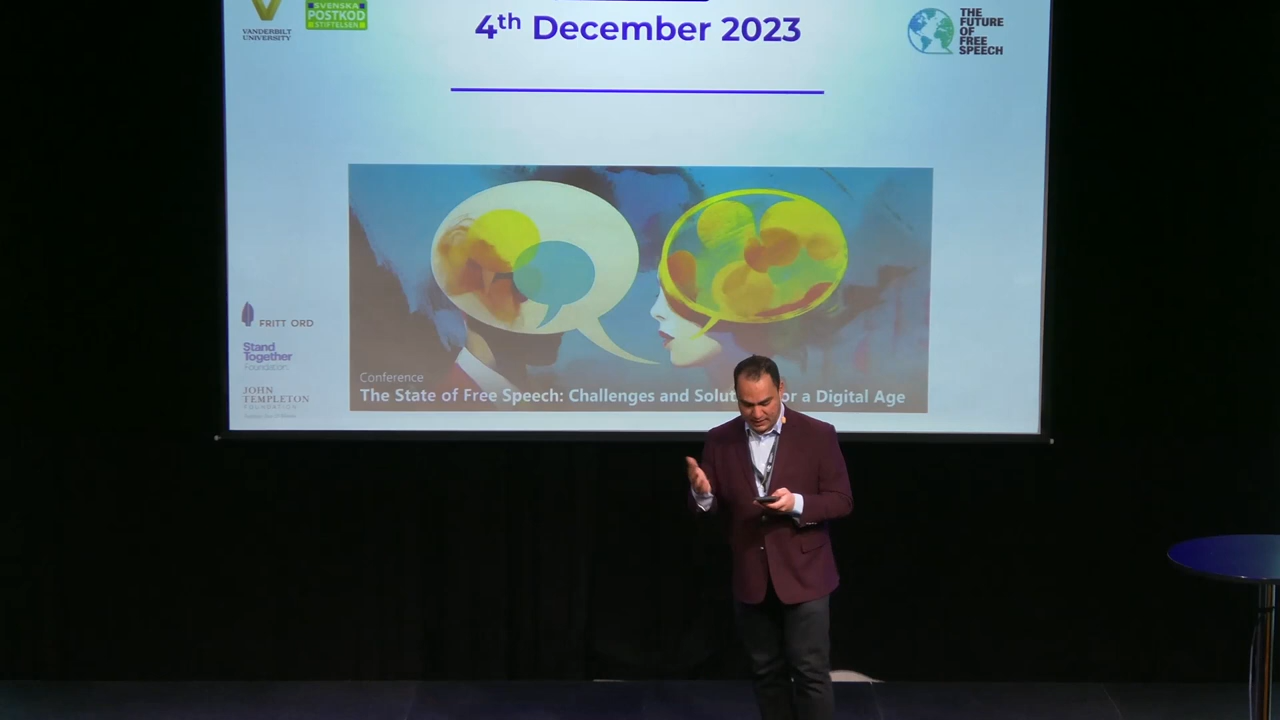 VANDERBILT
UNIVERSITY
SVENSKA
POSTKOD
STIFTELSEN
4th December 2023
THE
FUTURE
OF
FREE
SPEECH
FRITT ORD
Stand
Together
Foundation
JOHN
TEMPLETON
FOUNDATION
Conference
The State of Free Speech: Challenges and Solut or a Digital Age